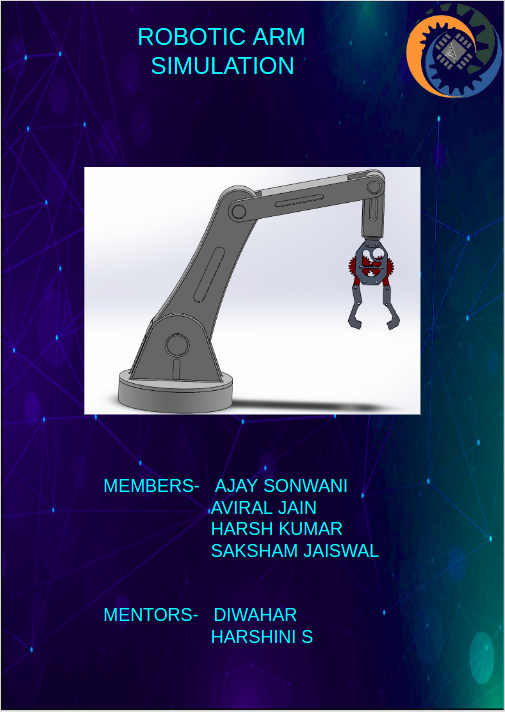 ROBOTIC ARM
SIMULATION
MEMBERS- AJAY SONWANI
AVIRAL JAIN
HARSH KUMAR
SAKSHAM JAISWAL
MENTORS- DIWAHAR
HARSHINI S